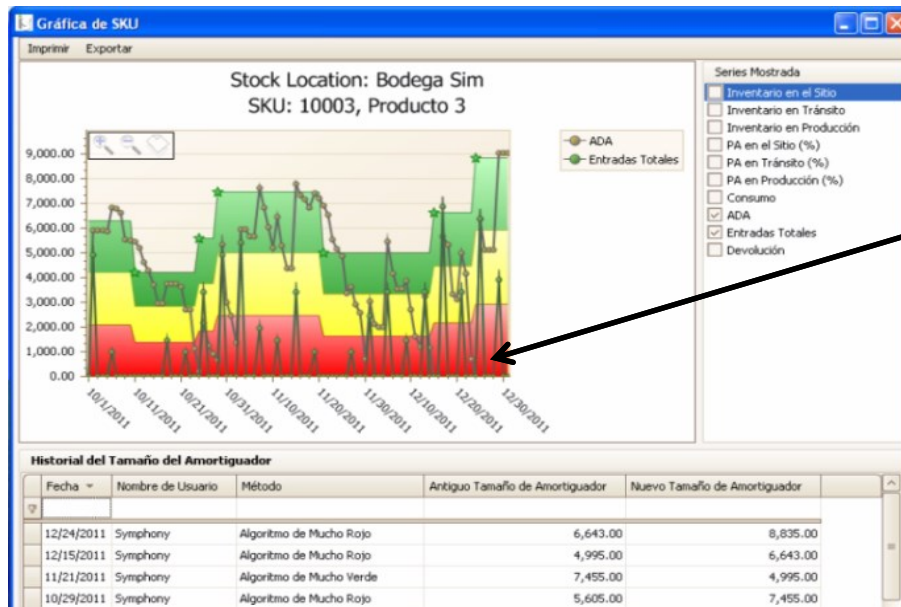 Gráfica de SKU
Imprimir Exportar
Stock Location: Bodega Sim
SKU: 10003, Producto 3
ADA
Entradas Totales
9,000.00
8,000.00
7,000.00
6,000.00
5,000.00
4,000.00
3,000.00
2,000.00
1,000.00
0.00
10/1/2011
10/11/2011
10/21/2011
10/31/2011
11/10/2011
11/20/2011
11/30/2011
12/10/2011
12/20/2011
12/30/2011
Series Mostrada
Inventario en el Sitio
Inventario en Tránsito
Inventario en Producción
PA en el Sitio (%)
PA en Tránsito (%)
PA en Producción (%)
Consumo
ADA
Entradas Totales
Devolución
Historial del Tamaño del Amortiguador
Fecha Nombre de Usuario Método Antiguo Tamaño de Amortiguador Nuevo Tamaño de Amortiguador
12/24/2011 Symphony Algoritmo de Mucho Rojo 6,643.00 8,835.00
12/15/2011 Symphony Algoritmo de Mucho Rojo 4,995.00 6,643.00
11/21/2011 Symphony Algoritmo de Mucho Verde 7,455.00 4,995.00
10/29/2011 Symphony Algoritmo de Mucho Rojo 5,605.00 7,455.00